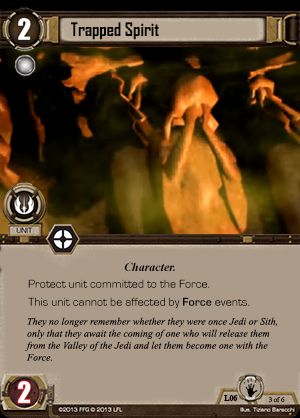 2
Trapped Spirit
UNIT
Character.
Protect unit committed to the Force.
This unit cannot be affected by Force events.
They no longer remember whether they were once Jedi or Sith,
only that they await the coming of one who will release them
from the Valley of the Jedi and let them become one with the
Force.
2
©2013 FFG © 2013 LFL
L06
3 of 6
Illus. Tiziano Baracchi